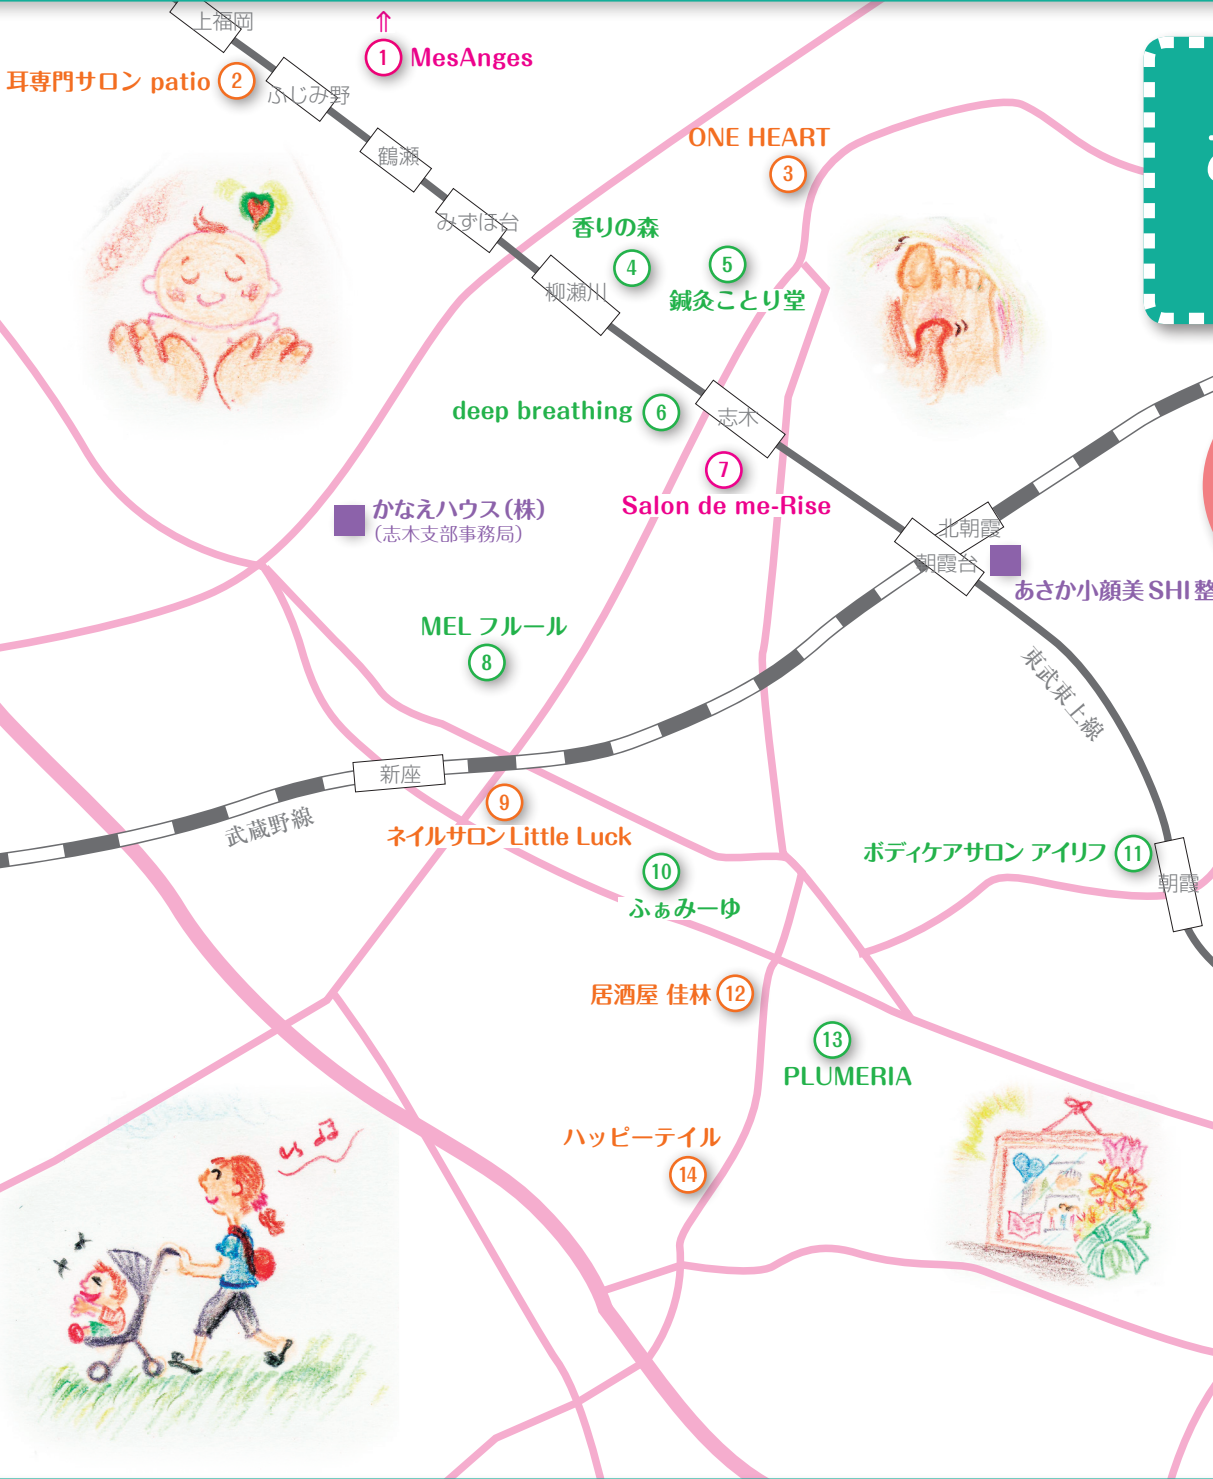 上福岡
⇑
1 MesAnges
耳専門サロン patio 2
ふじみ野
ONE HEART
3
鶴瀬
みずほ台
香りの森
4
5
鍼灸ことり堂
柳瀬川
deep breathing 6
志木
7
Salon de me-Rise
かなえハウス(株)
(志木支部事務局)
北朝霞
朝霞台
あさか小顔美 SHI 整
MEL フルール
8
東武東上線
新座
9
ネイルサロン Little Luck
武蔵野線
ボディケアサロン アイリフ 11
朝霞
10
ふぁみーゆ
居酒屋 佳林 12
13
PLUMERIA
ハッピーテイル
14